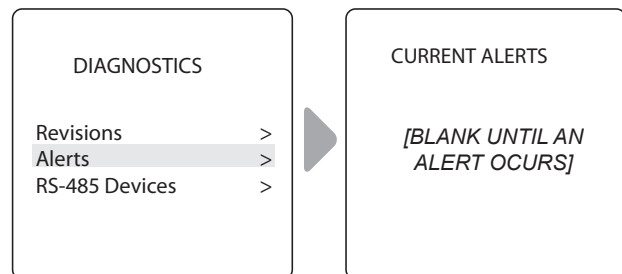 DIAGNOSTICS
Revisions >
Alerts >
RS-485 Devices >
CURRENT ALERTS
[BLANK UNTIL AN
ALERT OCURS]